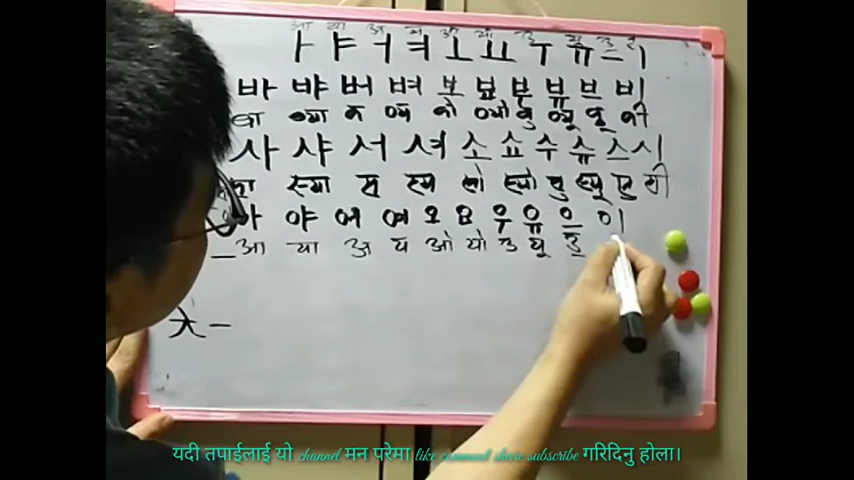 आ या अ य ओ यो उ यू उ इ
ㅏ ㅑ ㅓ ㅕ ㅗ ㅛ ㅜ ㅠ ㅡ ㅣ
바 뱌 버 벼 보 뵤 부 뷰 브 비
बा ब्या ब ब्य बो ब्यो बु ब्यू बू बी
사 샤 서 셔 소 쇼 수 슈 스 시
स्या स स्य सो स्यो सु स्यू सु सी
아 야 어 여 오 요 우 유 으 이
आ या अ य ओ यो उ यू उ
ㅊ -
यदी तपाईलाई यो channel मन परेमा like comment share subscribe गरिदिनु होला।